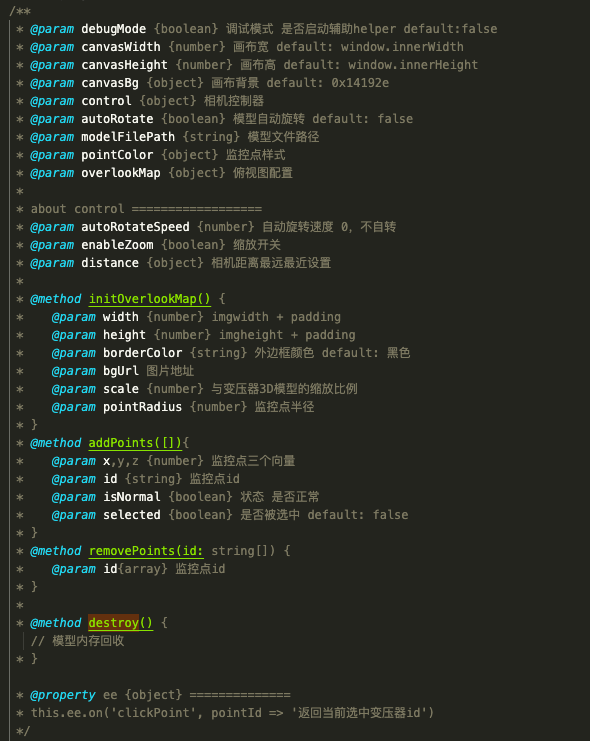 /**
* @param debugMode {boolean} 调试模式 是否启动辅助helper default:false
* @param canvasWidth {number} 画布宽 default: window.innerWidth
* @param canvasHeight {number} 画布高 default: window.innerHeight
* @param canvasBg {object} 画布背景 default: 0x14192e
* @param control {object} 相机控制器
* @param autoRotate {boolean} 模型自动旋转 default: false
* @param modelFilePath {string} 模型文件路径
* @param pointColor {object} 监控点样式
* @param overlookMap {object} 俯视图配置
*
* about control ==================
* @param autoRotateSpeed {number} 自动旋转速度 0，不自转
* @param enableZoom {boolean} 缩放开关
* @param distance {object} 相机距离最远最近设置
*
* @method initOverlookMap() {
*   @param width {number} imgwidth + padding
*   @param height {number} imgheight + padding
*   @param borderColor {string} 外边框颜色 default: 黑色
*   @param bgUrl 图片地址
*   @param scale {number} 与变压器3D模型的缩放比例
*   @param pointRadius {number} 监控点半径
* }
* @method addPoints([]){
*   @param x,y,z {number} 监控点三个向量
*   @param id {string} 监控点id
*   @param isNormal {boolean} 状态 是否正常
*   @param selected {boolean} 是否被选中 default: false
* }
* @method removePoints(id: string[]) {
*   @param id{array} 监控点id
* }
*
* @method destroy() {
// 模型内存回收
* }

* @property ee {object} ==============
* this.ee.on('clickPoint', pointId => '返回当前选中变压器id')
*/